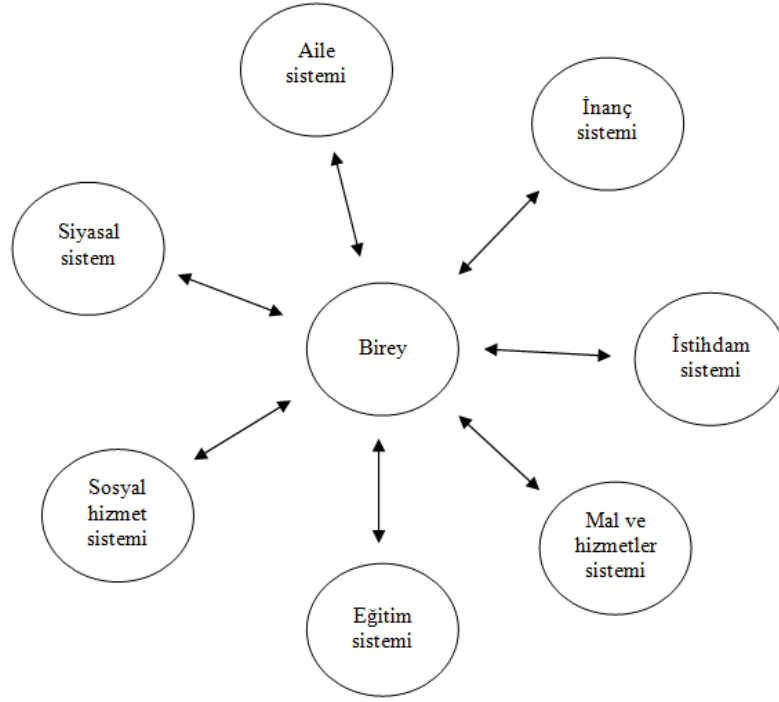 Aile
sistemi
İnanç
sistemi
Siyasal
sistem
Birey
İstihdam
sistemi
Sosyal
hizmet
sistemi
Mal ve
hizmetler
sistemi
Eğitim
sistemi